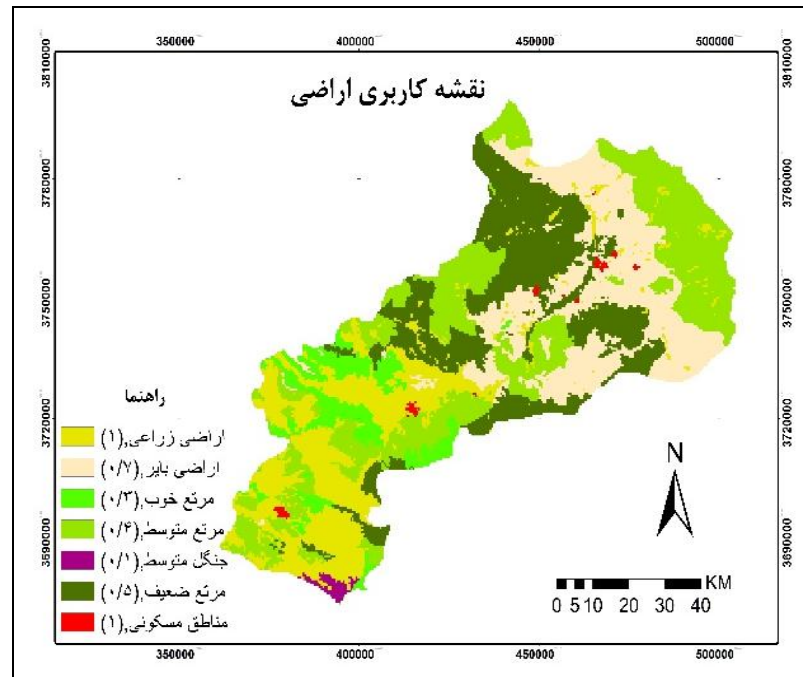 350000 400000 450000 500000
3810000 3810000
نقشه کاربری اراضی
3780000 3780000
3750000 3750000
3720000 3720000
3690000 3690000
راهنما
اراضی زراعی,(۱)
اراضی بایر,(۰/۷)
مرتع خوب,(۰/۳)
مرتع متوسط,(۰/۴)
جنگل متوسط,(۰/۱)
مرتع ضعیف,(۰/۵)
مناطق مسکونی,(۱)
N
KM
0 5 10 20 30 40
350000 400000 450000 500000